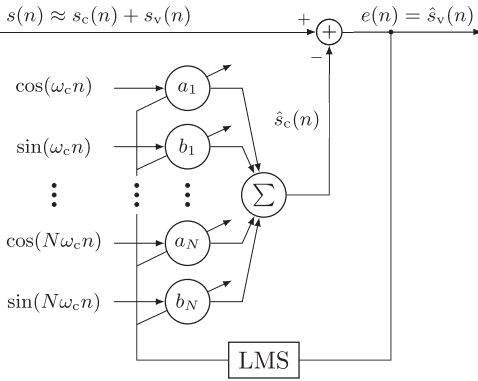 s(n) ≈ s_c(n) + s_v(n) + e(n) = ŝ_v(n)
−
ŝ_c(n)
cos(ω_c n) a_1
sin(ω_c n) b_1
⋮ ⋮ ⋮ Σ
cos(Nω_c n) a_N
sin(Nω_c n) b_N
LMS